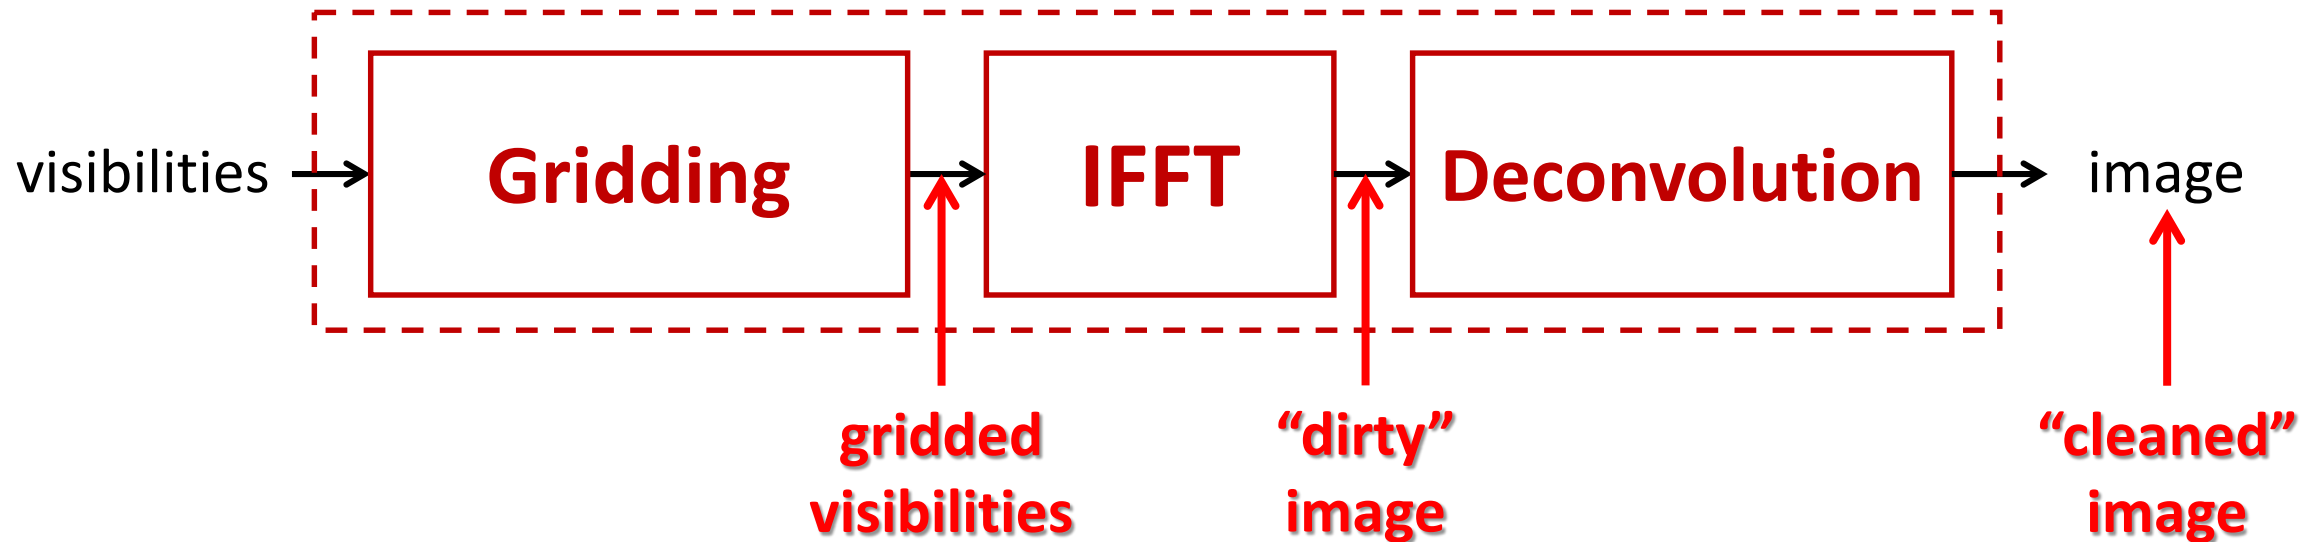 visibilities
Gridding
IFFT
Deconvolution
image
gridded
visibilities
“dirty”
image
“cleaned”
image